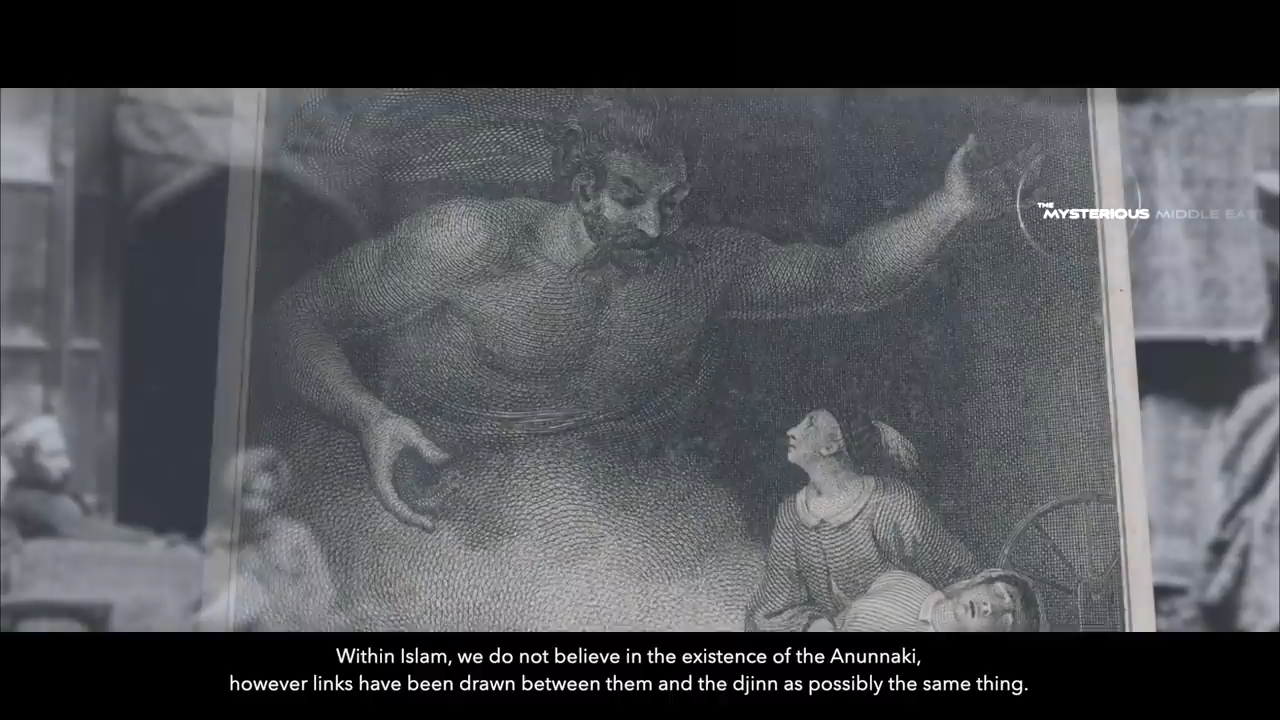 THE
MYSTERIOUS MIDDLE EAST
Within Islam, we do not believe in the existence of the Anunnaki,
however links have been drawn between them and the djinn as possibly the same thing.